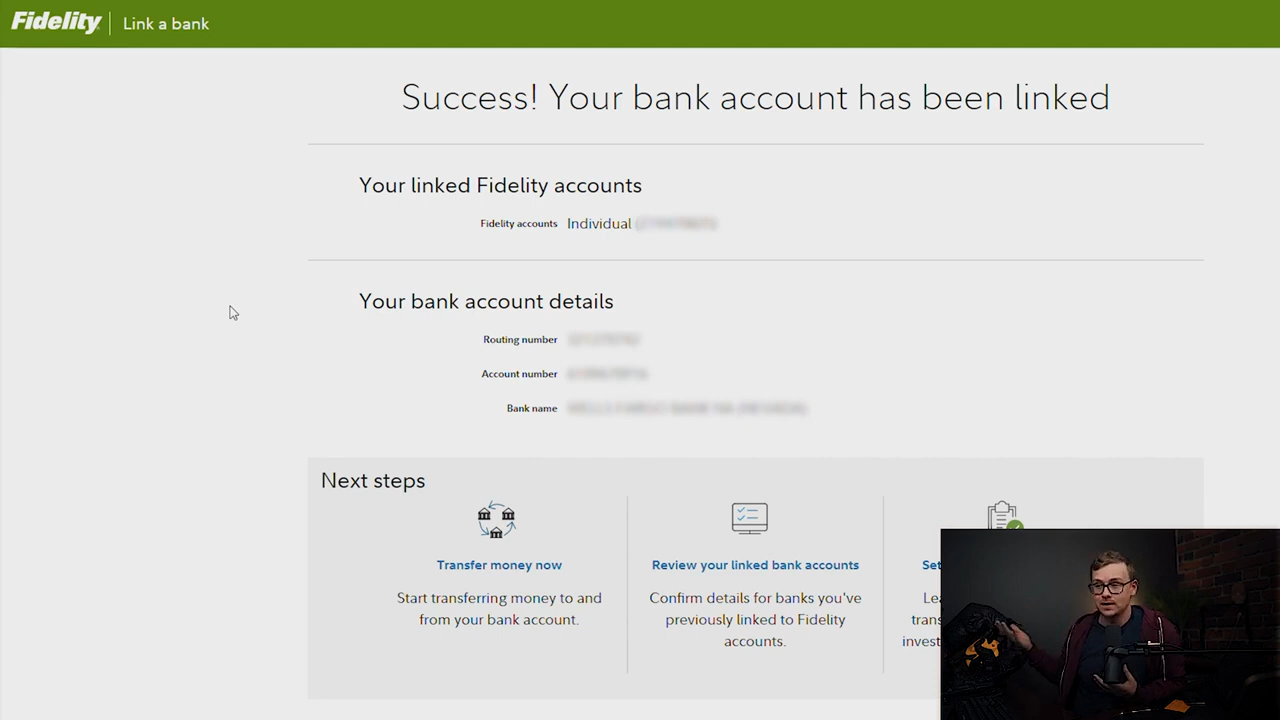 Fidelity
Link a bank
Success! Your bank account has been linked
Your linked Fidelity accounts
Fidelity accounts Individual
Your bank account details
Routing number
Account number
Bank name
Next steps
Transfer money now
Start transferring money to and
from your bank account.
Review your linked bank accounts
Confirm details for banks you've
previously linked to Fidelity
accounts.